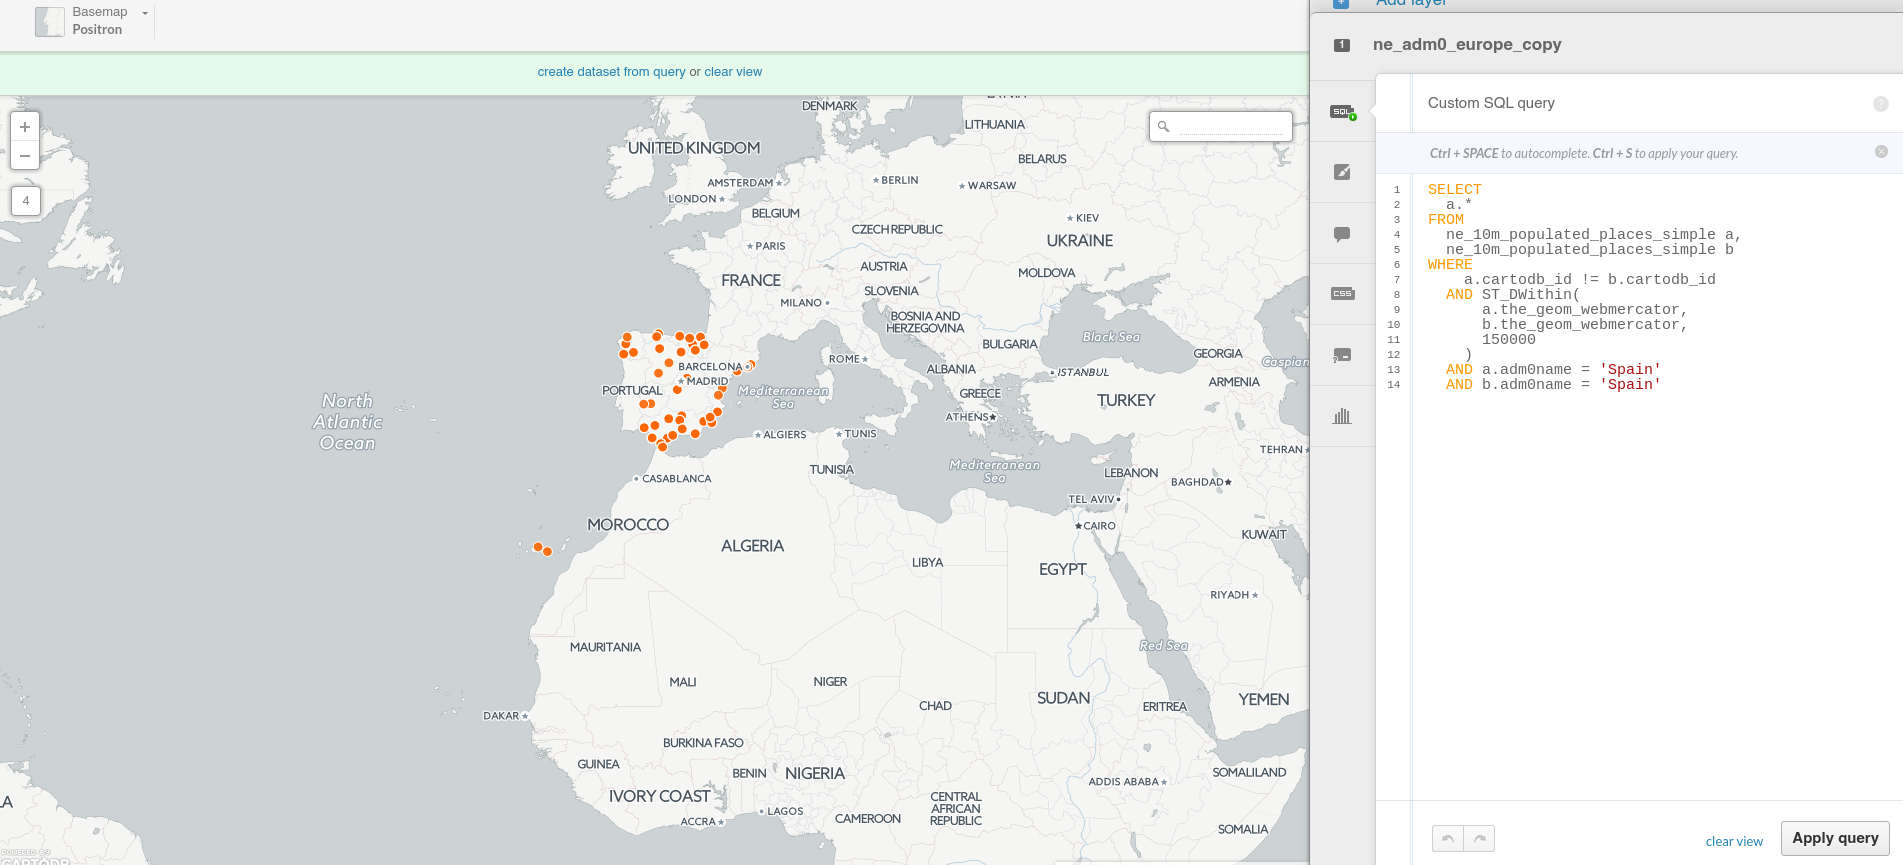 Basemap
Positron
create dataset from query or clear view
+
−
4
DENMARK
LITHUANIA
UNITED KINGDOM
BELARUS
AMSTERDAM
BERLIN
WARSAW
LONDON
BELGIUM
KIEV
CZECH REPUBLIC
UKRAINE
PARIS
AUSTRIA
MOLDOVA
FRANCE
SLOVENIA
MILANO
BOSNIA AND
HERZEGOVINA
Black Sea
BULGARIA
GEORGIA
Caspian
ROME
BARCELONA
ALBANIA
ISTANBUL
MADRID
ARMENIA
PORTUGAL
Mediterranean
Sea
GREECE
TURKEY
North
Atlantic
Ocean
ATHENS
ALGIERS
TUNIS
TEHRAN
TUNISIA
Mediterranean
Sea
LEBANON
CASABLANCA
BAGHDAD
TEL AVIV
MOROCCO
CAIRO
ALGERIA
KUWAIT
LIBYA
EGYPT
RIYADH
MAURITANIA
Red Sea
MALI
NIGER
SUDAN
YEMEN
CHAD
ERITREA
DAKAR
BURKINA FASO
GUINEA
BENIN
NIGERIA
SOMALILAND
ADDIS ABABA
IVORY COAST
CENTRAL
AFRICAN
REPUBLIC
LAGOS
ACCRA
CAMEROON
SOMALIA
LA
POWERED BY
CARTODB
Add layer
1
ne_adm0_europe_copy
SQL
CSS
Custom SQL query
?
Ctrl + SPACE to autocomplete. Ctrl + S to apply your query.
1 SELECT
2 a.*
3 FROM
4 ne_10m_populated_places_simple a,
5 ne_10m_populated_places_simple b
6 WHERE
7 a.cartodb_id != b.cartodb_id
8 AND ST_DWithin(
9 a.the_geom_webmercator,
10 b.the_geom_webmercator,
11 150000
12 )
13 AND a.adm0name = 'Spain'
14 AND b.adm0name = 'Spain'
clear view
Apply query